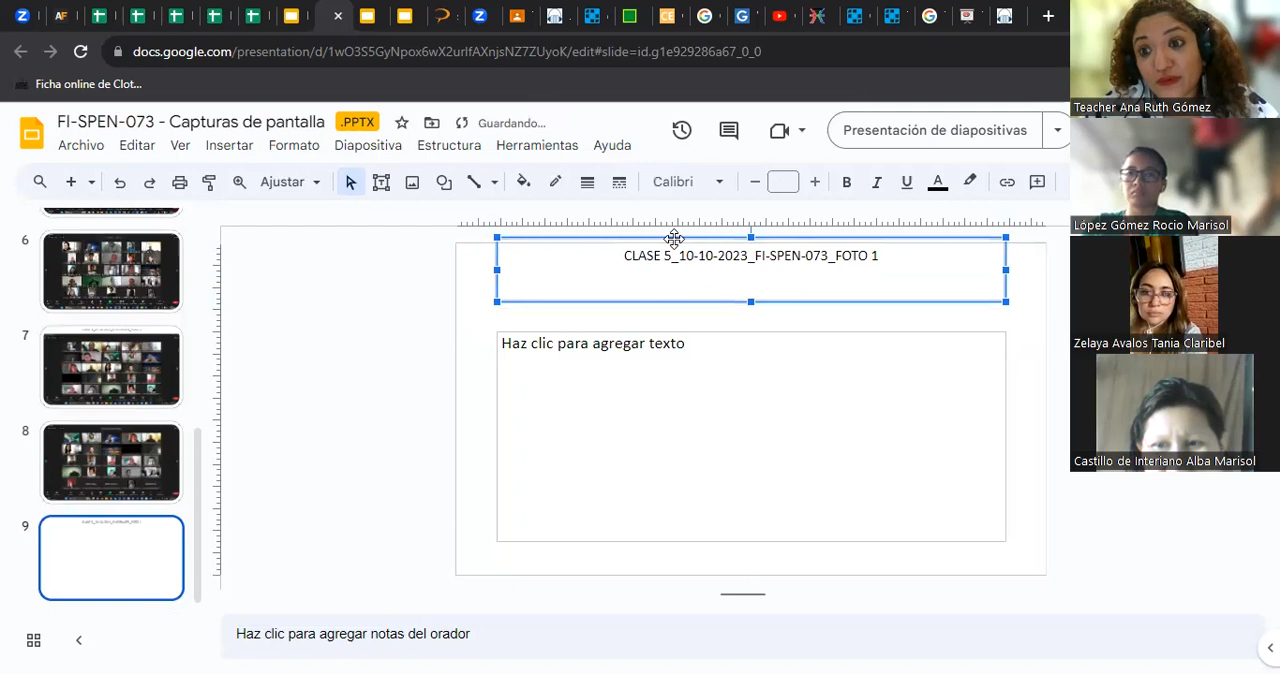 docs.google.com/presentation/d/1wO3S5GyNpox6wX2urIfAXnjsNZ7ZUyoK/edit#slide=id.g1e929286a67_0_0
Ficha online de Clot...
FI-SPEN-073 - Capturas de pantalla .PPTX Guardando...
Archivo Editar Ver Insertar Formato Diapositiva Estructura Herramientas Ayuda
Presentación de diapositivas
Ajustar Calibri B I U A
6
7
8
9
CLASE 5_10-10-2023_FI-SPEN-073_FOTO 1
Haz clic para agregar texto
Haz clic para agregar notas del orador
Teacher Ana Ruth Gómez
López Gómez Rocio Marisol
Zelaya Avalos Tania Claribel
Castillo de Interiano Alba Marisol